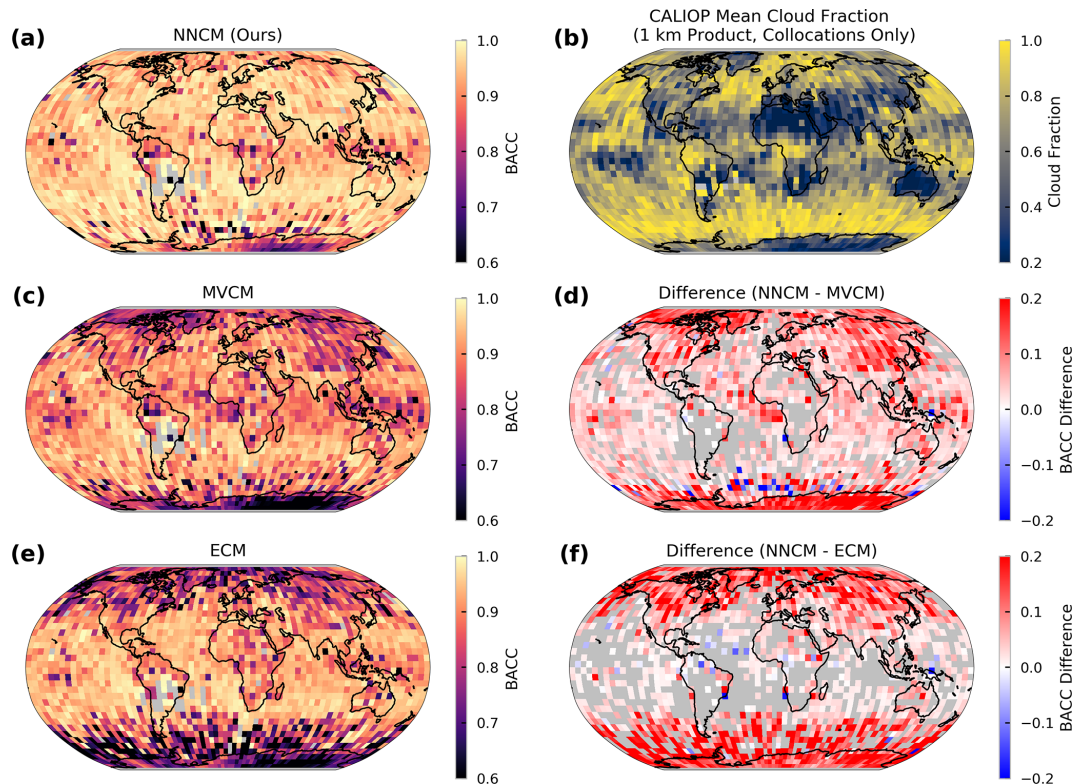 (a)
NNCM (Ours)
1.0
0.9
0.8
0.7
0.6
BACC
(b)
CALIOP Mean Cloud Fraction
(1 km Product, Collocations Only)
1.0
0.8
0.6
0.4
0.2
Cloud Fraction
(c)
MVCM
1.0
0.9
0.8
0.7
0.6
BACC
(d)
Difference (NNCM - MVCM)
0.2
0.1
0.0
−0.1
−0.2
BACC Difference
(e)
ECM
1.0
0.9
0.8
0.7
0.6
BACC
(f)
Difference (NNCM - ECM)
0.2
0.1
0.0
−0.1
−0.2
BACC Difference